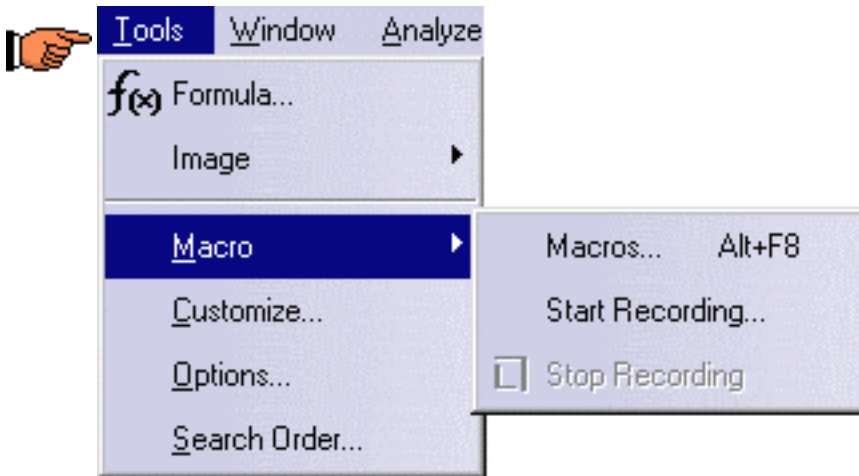 Tools Window Analyze
f(x) Formula...
Image
Macro
Macros... Alt+F8
Customize...
Start Recording...
Options...
Stop Recording
Search Order...